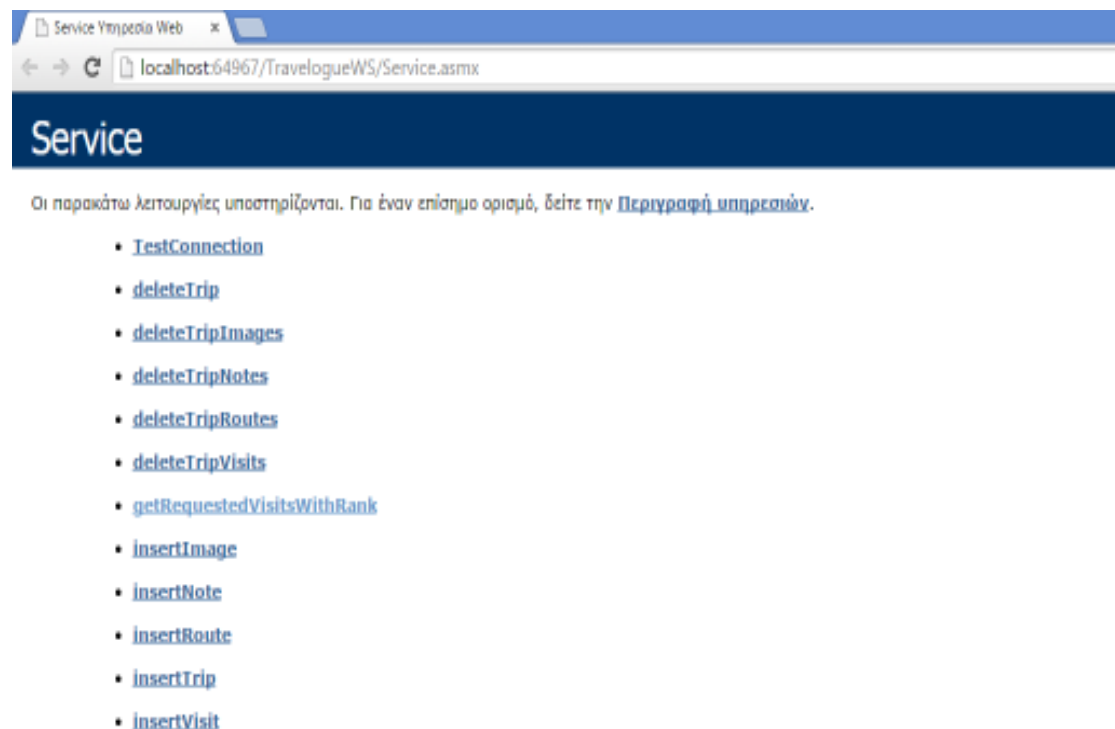 Service Υπηρεσία Web
localhost:64967/TravelogueWS/Service.asmx
Service
Οι παρακάτω λειτουργίες υποστηρίζονται. Για έναν επίσημο ορισμό, δείτε την Περιγραφή υπηρεσιών.
TestConnection
deleteTrip
deleteTripImages
deleteTripNotes
deleteTripRoutes
deleteTripVisits
getRequestedVisitsWithRank
insertImage
insertNote
insertRoute
insertTrip
insertVisit